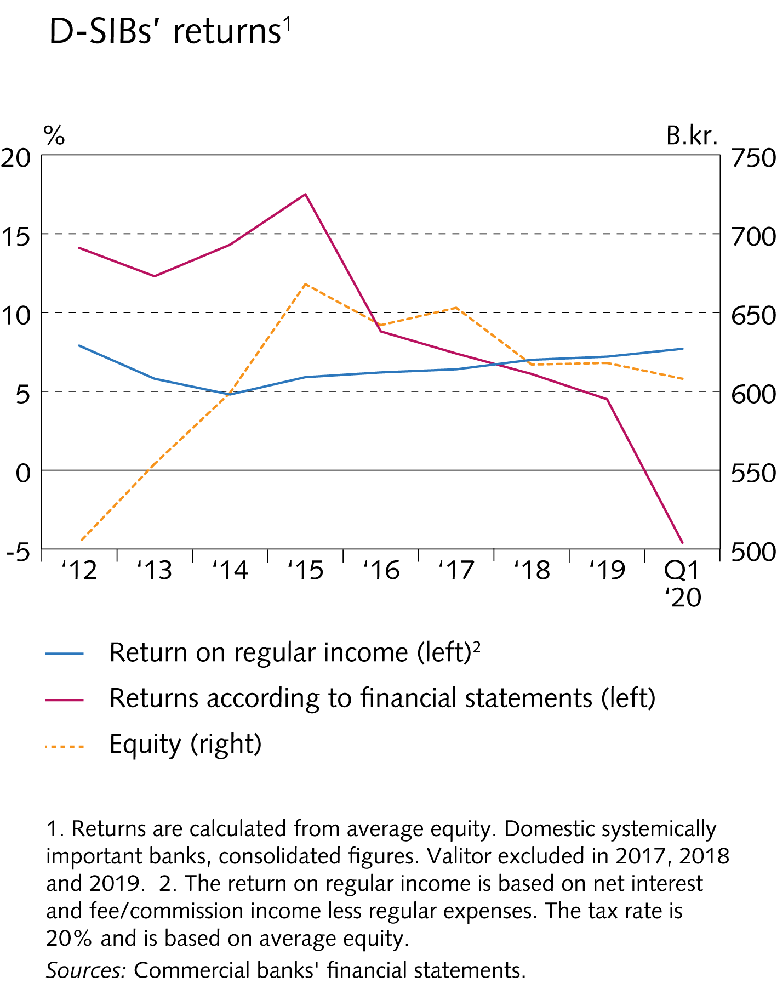 D-SIBs' returns1
% B.kr.
20 750
15 700
10 650
5 600
0 550
-5 500
‘12 ‘13 ‘14 ‘15 ‘16 ‘17 ‘18 ‘19 Q1
‘20
Return on regular income (left)2
Returns according to financial statements (left)
Equity (right)
1. Returns are calculated from average equity. Domestic systemically
important banks, consolidated figures. Valitor excluded in 2017, 2018
and 2019.  2. The return on regular income is based on net interest
and fee/commission income less regular expenses. The tax rate is
20% and is based on average equity.
Sources: Commercial banks' financial statements.